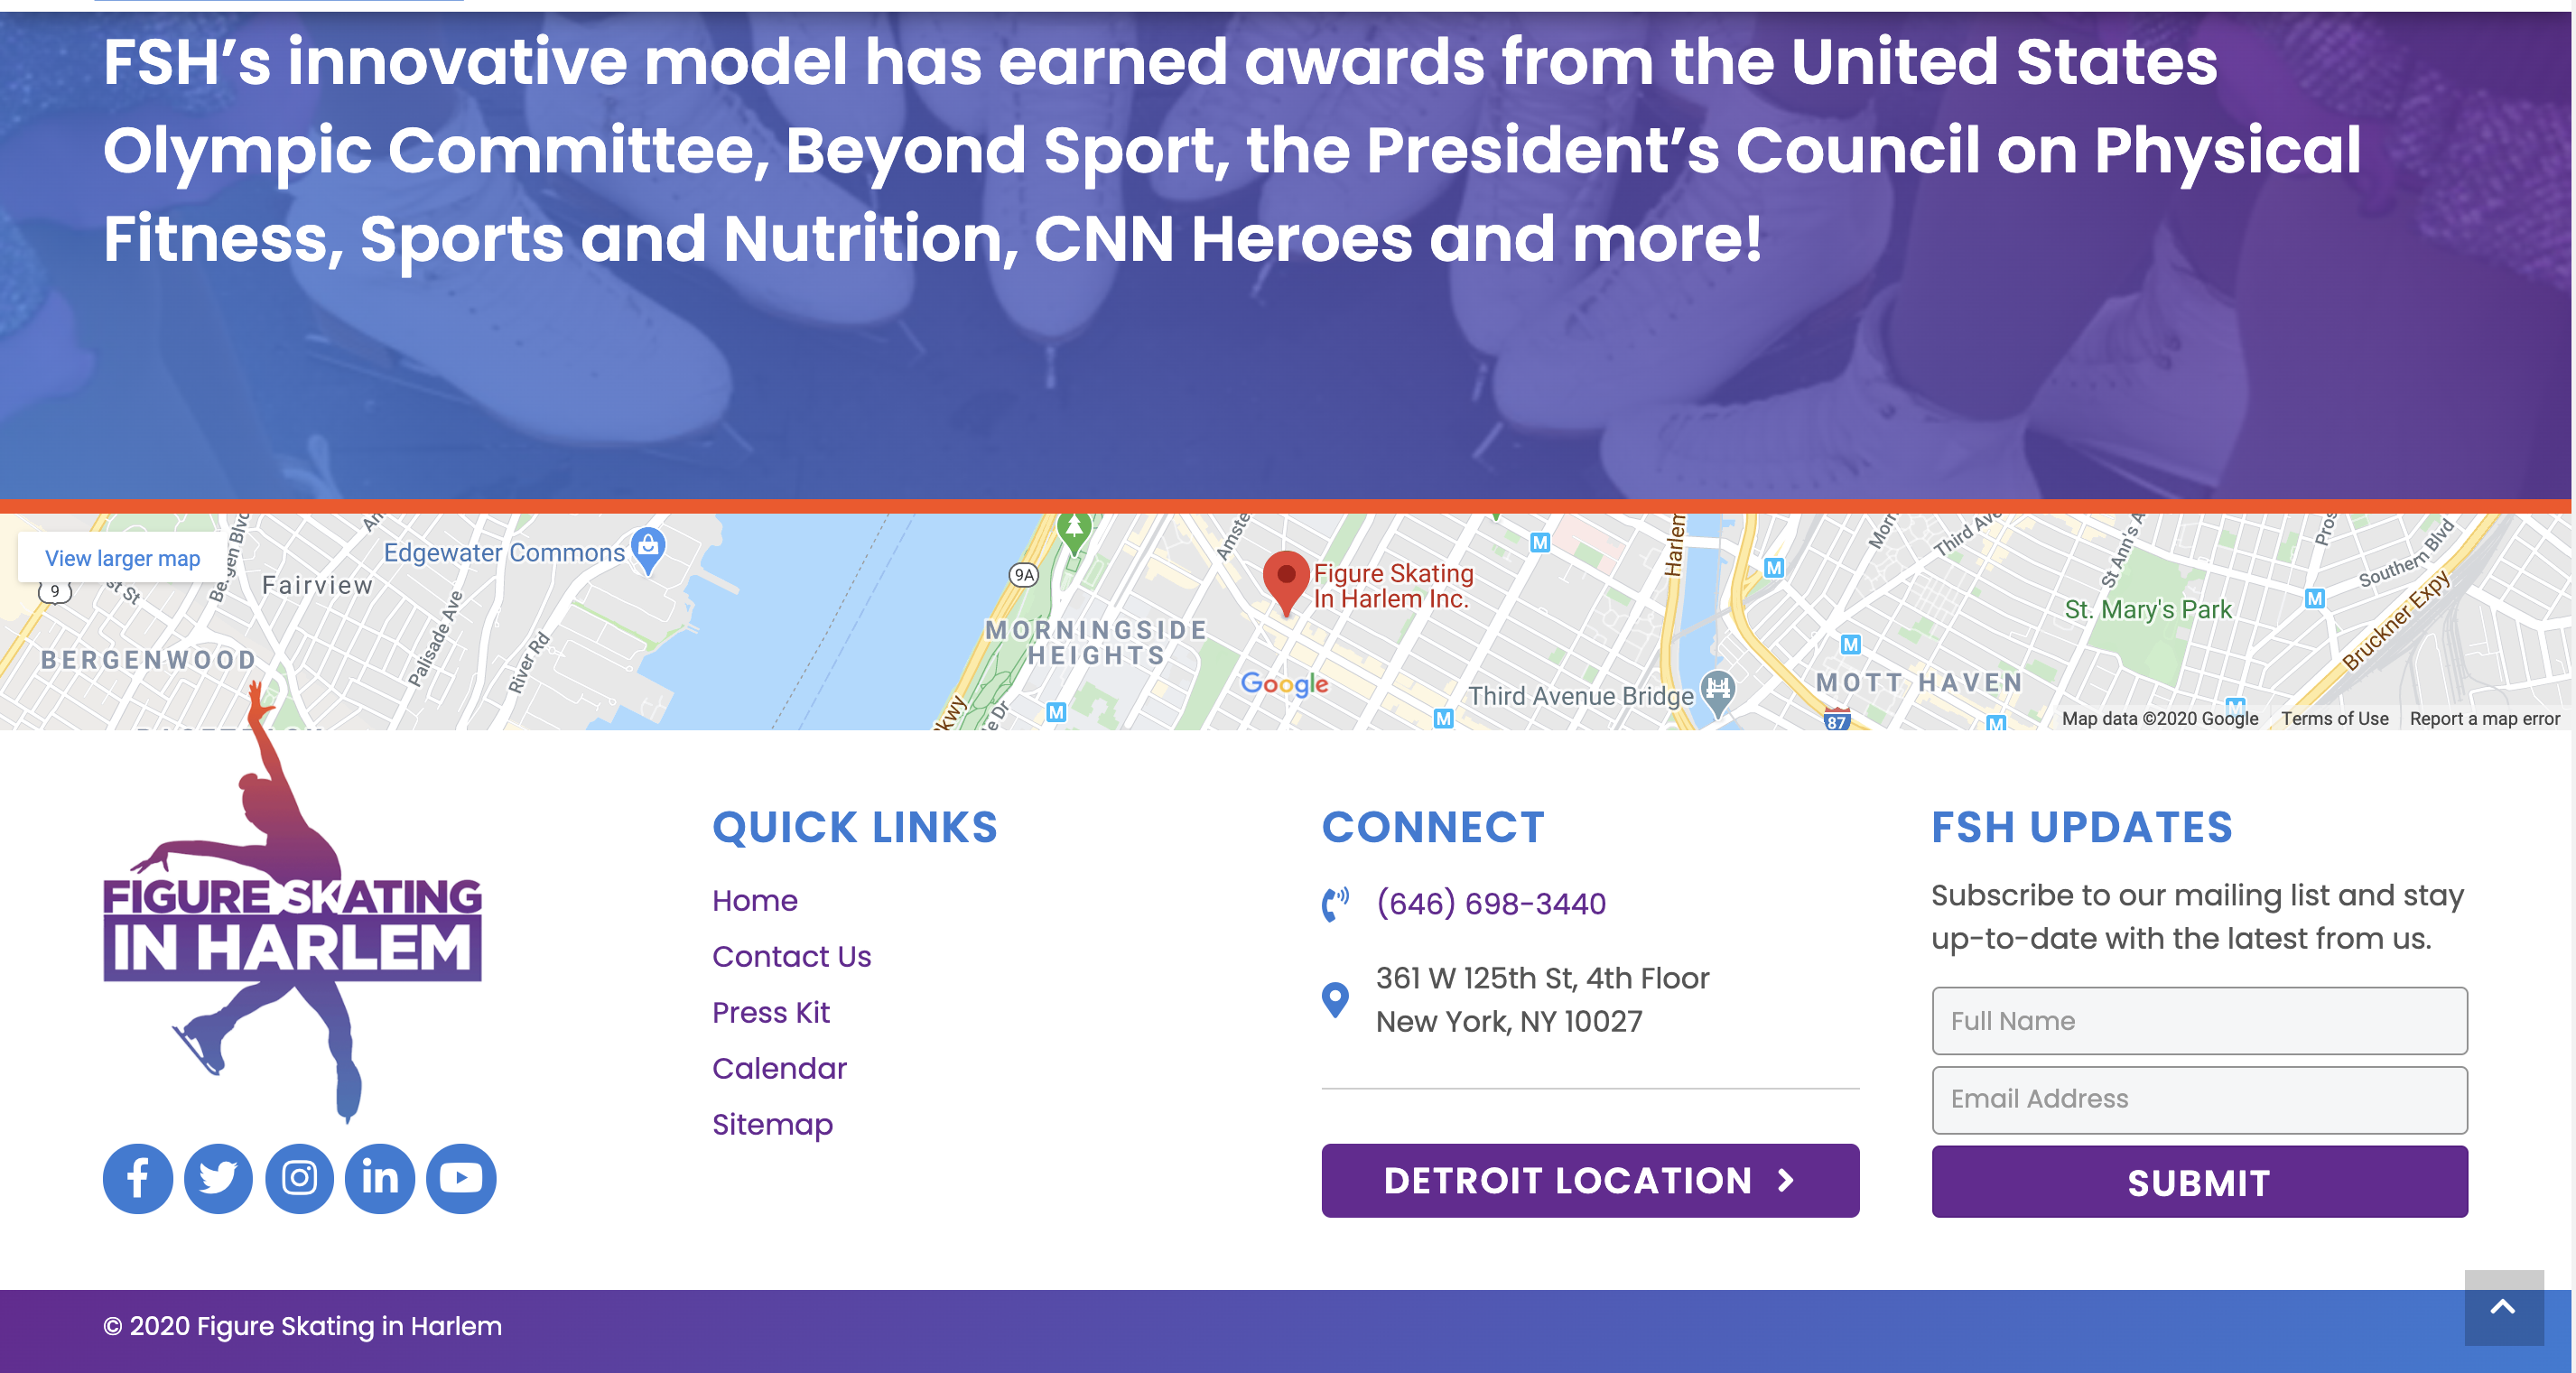 FSH’s innovative model has earned awards from the United States
Olympic Committee, Beyond Sport, the President’s Council on Physical
Fitness, Sports and Nutrition, CNN Heroes and more!
View larger map
9
Bergen Blvd
Fairview
Edgewater Commons
BERGENWOOD
Palisade Ave
River Rd
9A
MORNINGSIDE
HEIGHTS
Figure Skating
In Harlem Inc.
Google
M
M
M
M
M
M
M
Third Avenue Bridge
87
MOTT HAVEN
St. Mary's Park
Southern Blvd
Bruckner Expy
Map data ©2020 Google
Terms of Use
Report a map error
FIGURE SKATING
IN HARLEM
QUICK LINKS
Home
Contact Us
Press Kit
Calendar
Sitemap
CONNECT
(646) 698-3440
361 W 125th St, 4th Floor
New York, NY 10027
DETROIT LOCATION
FSH UPDATES
Subscribe to our mailing list and stay
up-to-date with the latest from us.
Full Name
Email Address
SUBMIT
© 2020 Figure Skating in Harlem